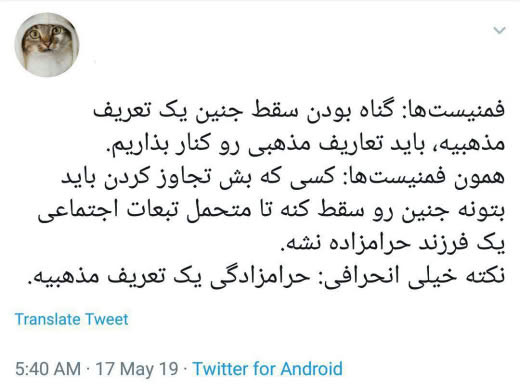 فمنیست‌ها: گناه بودن سقط جنین یک تعریف
مذهبیه، باید تعاریف مذهبی رو کنار بذاریم.
همون فمنیست‌ها: کسی که بش تجاوز کردن باید
بتونه جنین رو سقط کنه تا متحمل تبعات اجتماعی
یک فرزند حرامزاده نشه.
نکته خیلی انحرافی: حرامزادگی یک تعریف مذهبیه.
Translate Tweet
5:40 AM · 17 May 19 · Twitter for Android